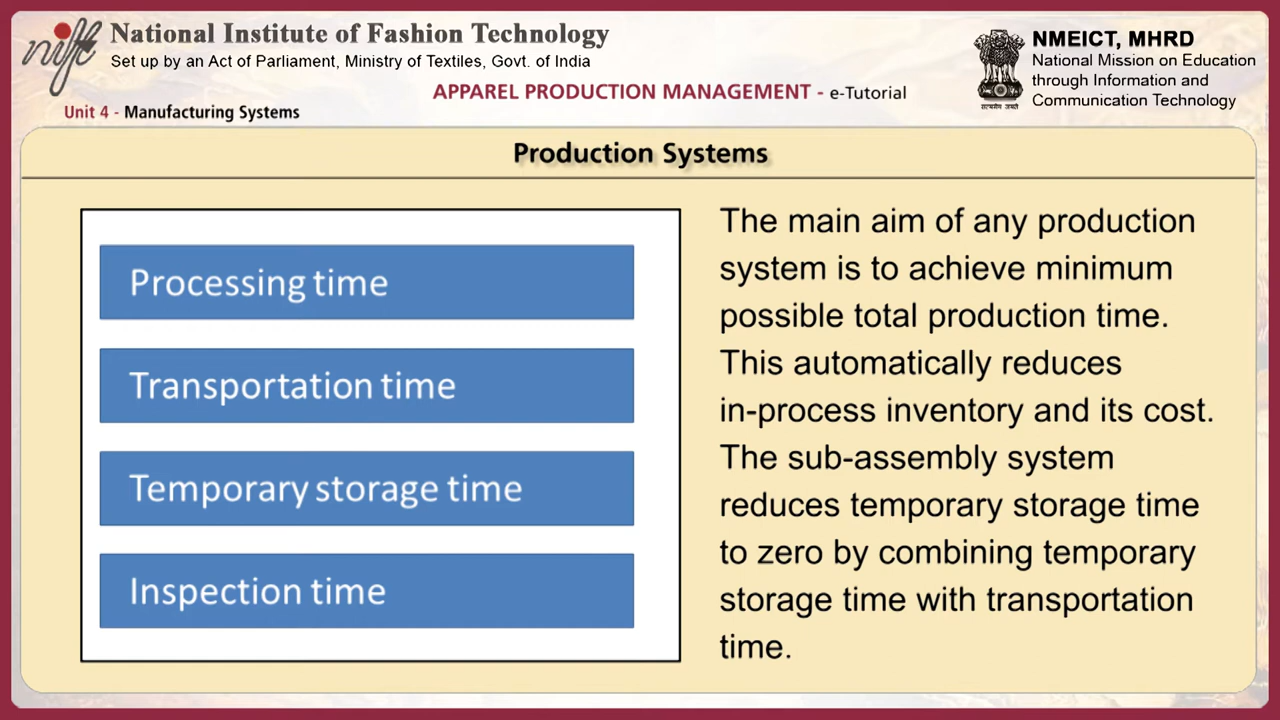 nift
National Institute of Fashion Technology
Set up by an Act of Parliament, Ministry of Textiles, Govt. of India
सत्यमेव जयते
NMEICT, MHRD
National Mission on Education
through Information and
Communication Technology
APPAREL PRODUCTION MANAGEMENT - e-Tutorial
Unit 4 - Manufacturing Systems
Production Systems
Processing time
Transportation time
Temporary storage time
Inspection time
The main aim of any production
system is to achieve minimum
possible total production time.
This automatically reduces
in-process inventory and its cost.
The sub-assembly system
reduces temporary storage time
to zero by combining temporary
storage time with transportation
time.